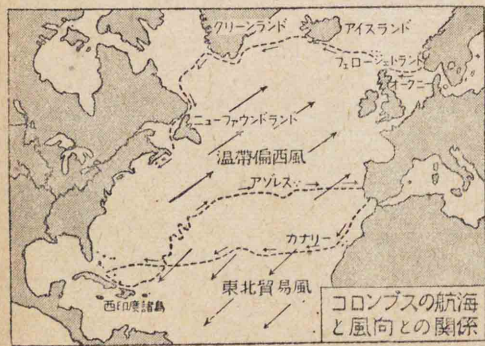 グリーンランド
アイスランド
フェロー
シェトランド
オークニー
ニューファウンドランド
温帶偏西風
アゾレス
カナリー
西印度諸島
東北貿易風
コロンブスの航海
と風向との関係